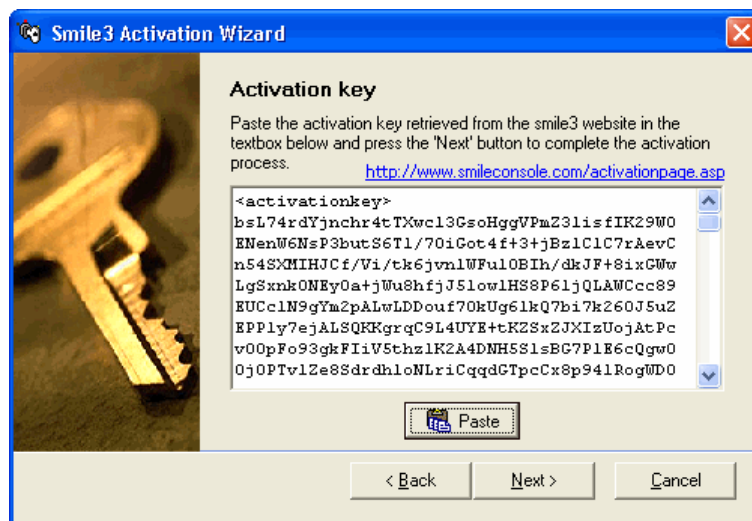 Smile3 Activation Wizard
Activation key
Paste the activation key retrieved from the smile3 website in the
textbox below and press the 'Next' button to complete the activation
process.
http://www.smileconsole.com/activationpage.asp
<activationkey>
bsL74rdYjnchr4tTXwcl3GsoHggVPmZ3lisfIK29W0
ENenW6NsP3butS6Tl/70iGot4f+3+jBzlClC7rAevC
n54SXMIHJCf/Vi/tk6jvnlWFul0BIh/dkJF+8ixGWw
LgSxnk0NEy0a+jWu8hfjJ5lowlHS8P6ljQLAWCcc89
EUCclN9gYm2pALwLDDouf70kUg6lkQ7bi7k260J5uZ
EPPly7ejALSQKKgrqC9L4UYE+tKZSxZJXIzUojAtPc
v00pFo93gkFIiV5thzlK2A4DNH5SlsBG7PlE6cQgw0
0j0PTvlZe8SdrdhloNLriCqqdGTpcCx8p94lRogWD0
Paste
< Back
Next >
Cancel